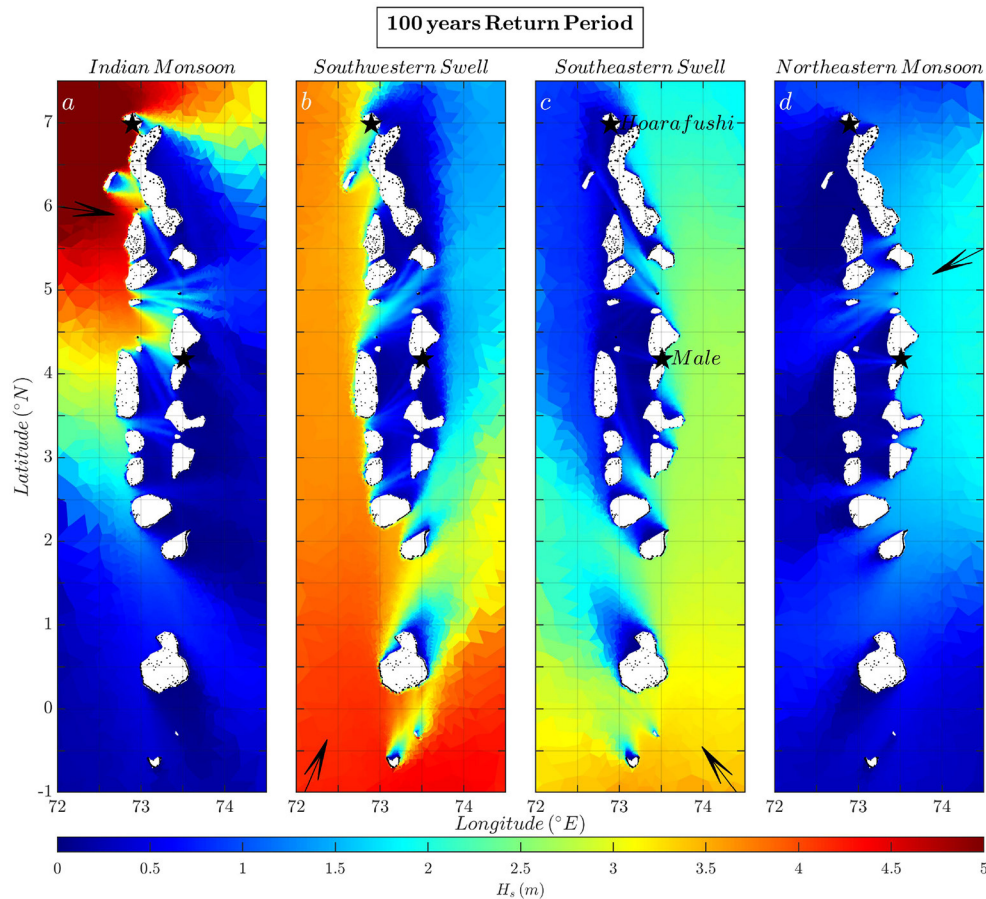 100 years Return Period
Indian Monsoon
Southwestern Swell
Southeastern Swell
Northeastern Monsoon
a
b
c
d
Hoarafushi
Male
7
6
5
4
3
2
1
0
-1
Latitude (°N)
72 73 74
72 73 74
72 73 74
72 73 74
Longitude (°E)
0 0.5 1 1.5 2 2.5 3 3.5 4 4.5 5
H_s (m)